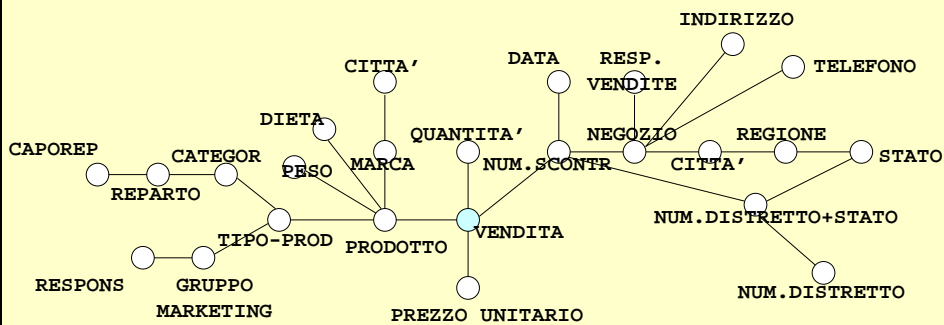 INDIRIZZO
DATA
RESP.
VENDITE
TELEFONO
CITTA'
DIETA
QUANTITA'
NEGOZIO
REGIONE
CAPOREP
CATEGOR
PESO
MARCA
NUM.SCONTR
CITTA'
STATO
REPARTO
NUM.DISTRETTO+STATO
TIPO-PROD
PRODOTTO
VENDITA
RESPONS
GRUPPO
MARKETING
NUM.DISTRETTO
PREZZO UNITARIO